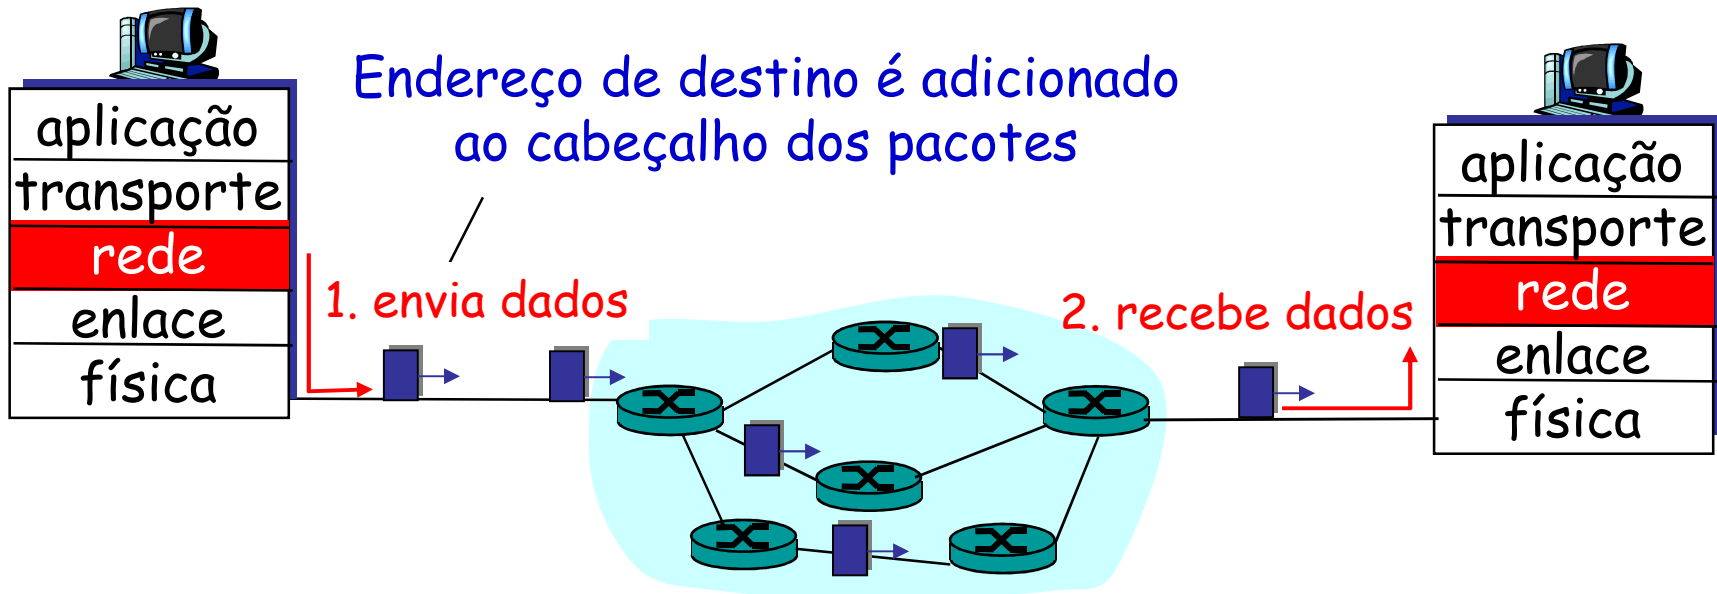 Endereço de destino é adicionado
ao cabeçalho dos pacotes
aplicação
transporte
rede
enlace
física
1. envia dados
2. recebe dados
aplicação
transporte
rede
enlace
física